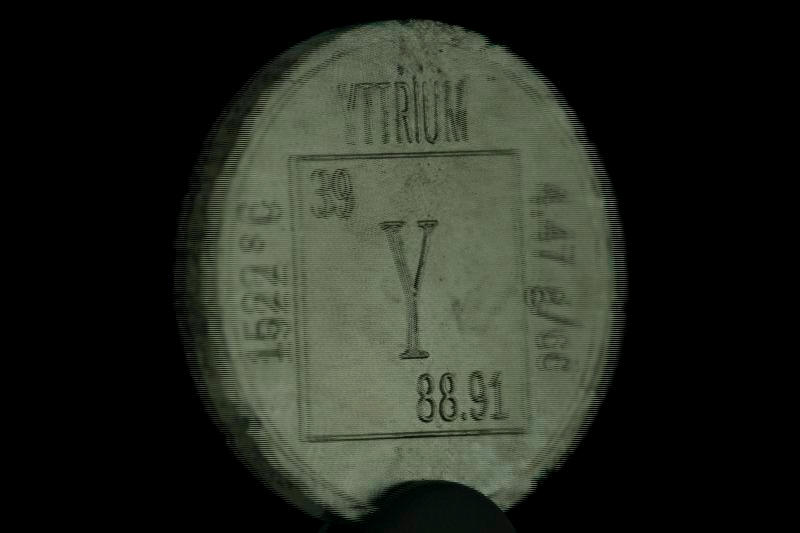 YTTRIUM
39
Y
88.91
1522°C
4.47 g/cc